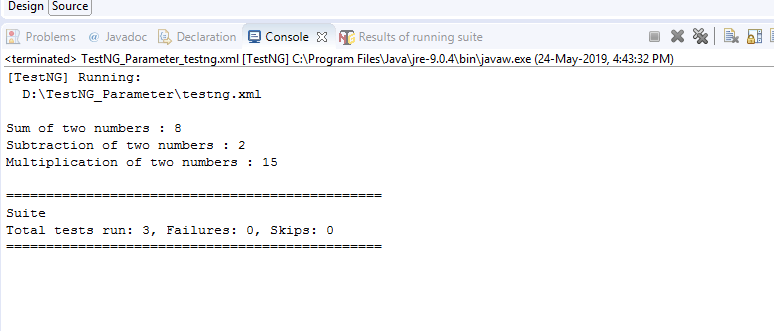 Design Source
Problems @ Javadoc Declaration Console Results of running suite
<terminated> TestNG_Parameter_testng.xml [TestNG] C:\Program Files\Java\jre-9.0.4\bin\javaw.exe (24-May-2019, 4:43:32 PM)
[TestNG] Running:
D:\TestNG_Parameter\testng.xml
Sum of two numbers : 8
Subtraction of two numbers : 2
Multiplication of two numbers : 15
===============================================
Suite
Total tests run: 3, Failures: 0, Skips: 0
===============================================